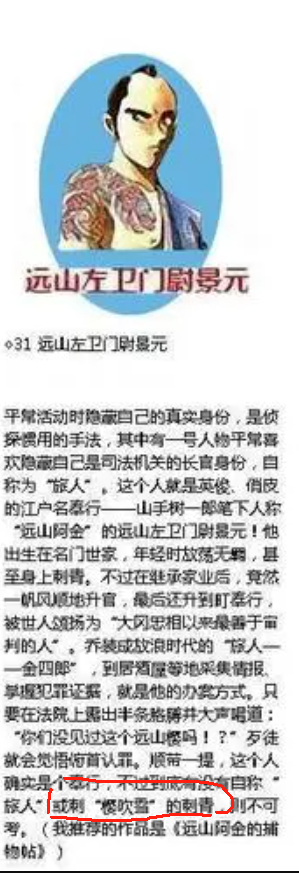 远山左卫门尉景元
◇31 远山左卫门尉景元
平常活动时隐藏自己的真实身份，是侦
探惯用的手法，其中有一号人物平常喜
欢隐藏自己是司法机关的长官身份，自
称为“旅人”。这个人就是英俊、俏皮
的江户名奉行——山手树一郎笔下人称
“远山阿金”的远山左卫门尉景元！他
出生在名门世家，年轻时放荡无羁，甚
至身上刺青。不过在继承家业后，竟然
一帆风顺地升官，最后还升到町奉行，
被世人颂扬为“大冈忠相以来最善于审
判的人”。乔装成放浪时代的“旅人—
—金四郎”，到居酒屋等地采集情报、
掌握犯罪证据，就是他的办案方式。只
要在法院上露出半条胳膊并大声喝道：
“你们没见过这个远山樱吗！？”歹徒
就会觉悟俯首认罪。顺带一提，这个人
确实是个奉行，不过到底有没有自称“
旅人”或刺“樱吹雪”的刺青，则不可
考。（我推荐的作品是《远山阿金的捕
物帖》）